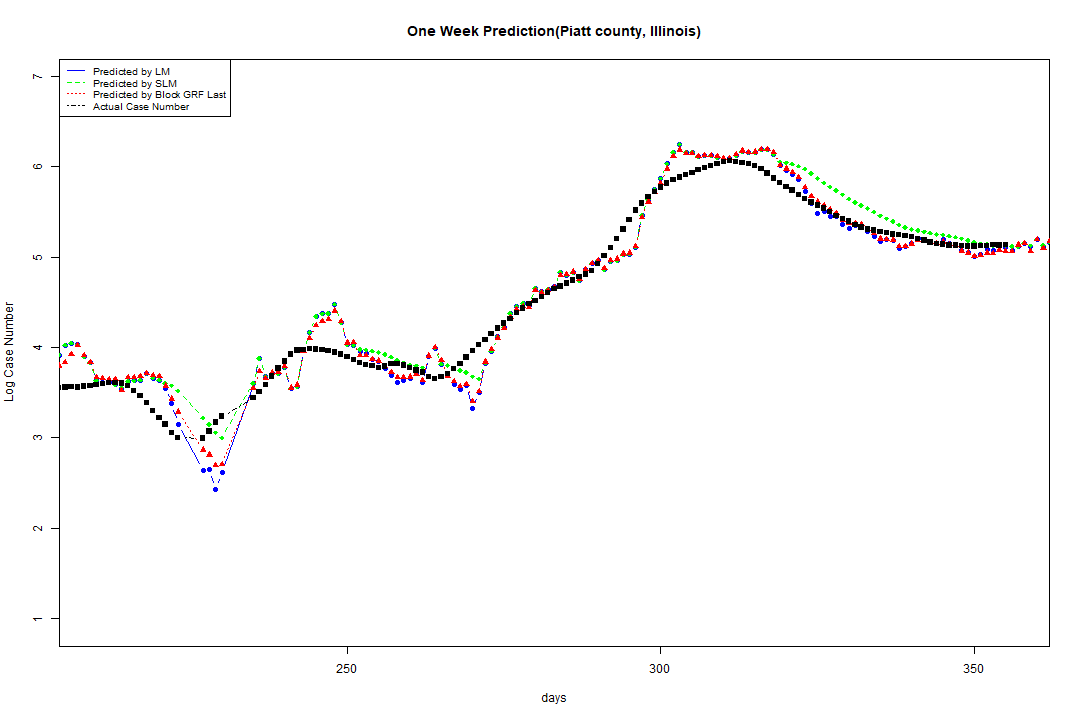 One Week Prediction(Piatt county, Illinois)
Predicted by LM
Predicted by SLM
Predicted by Block GRF Last
Actual Case Number
7
6
5
4
3
2
1
Log Case Number
250
300
350
days